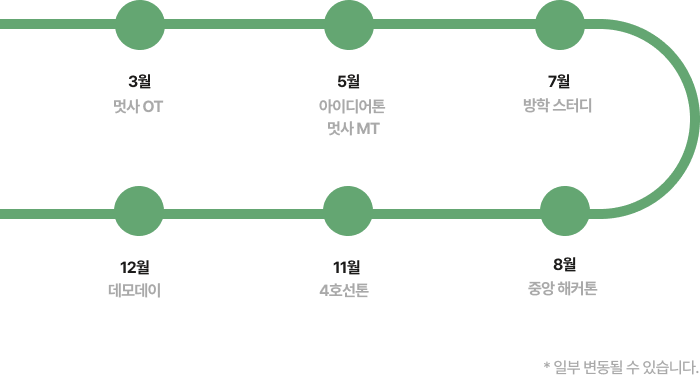 3월
멋사 OT
5월
아이디어톤
멋사 MT
7월
방학 스터디
8월
중앙 해커톤
11월
4호선톤
12월
데모데이
* 일부 변동될 수 있습니다.